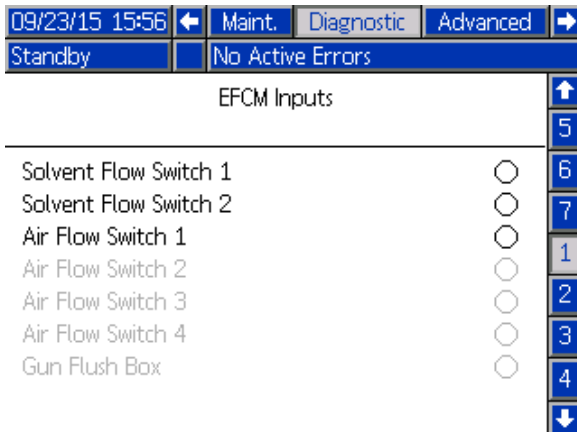 09/23/15 15:56 Maint. Diagnostic Advanced
Standby No Active Errors
EFCM Inputs
5
Solvent Flow Switch 1 6
Solvent Flow Switch 2 7
Air Flow Switch 1 1
Air Flow Switch 2
Air Flow Switch 3 2
Air Flow Switch 4 3
Gun Flush Box 4